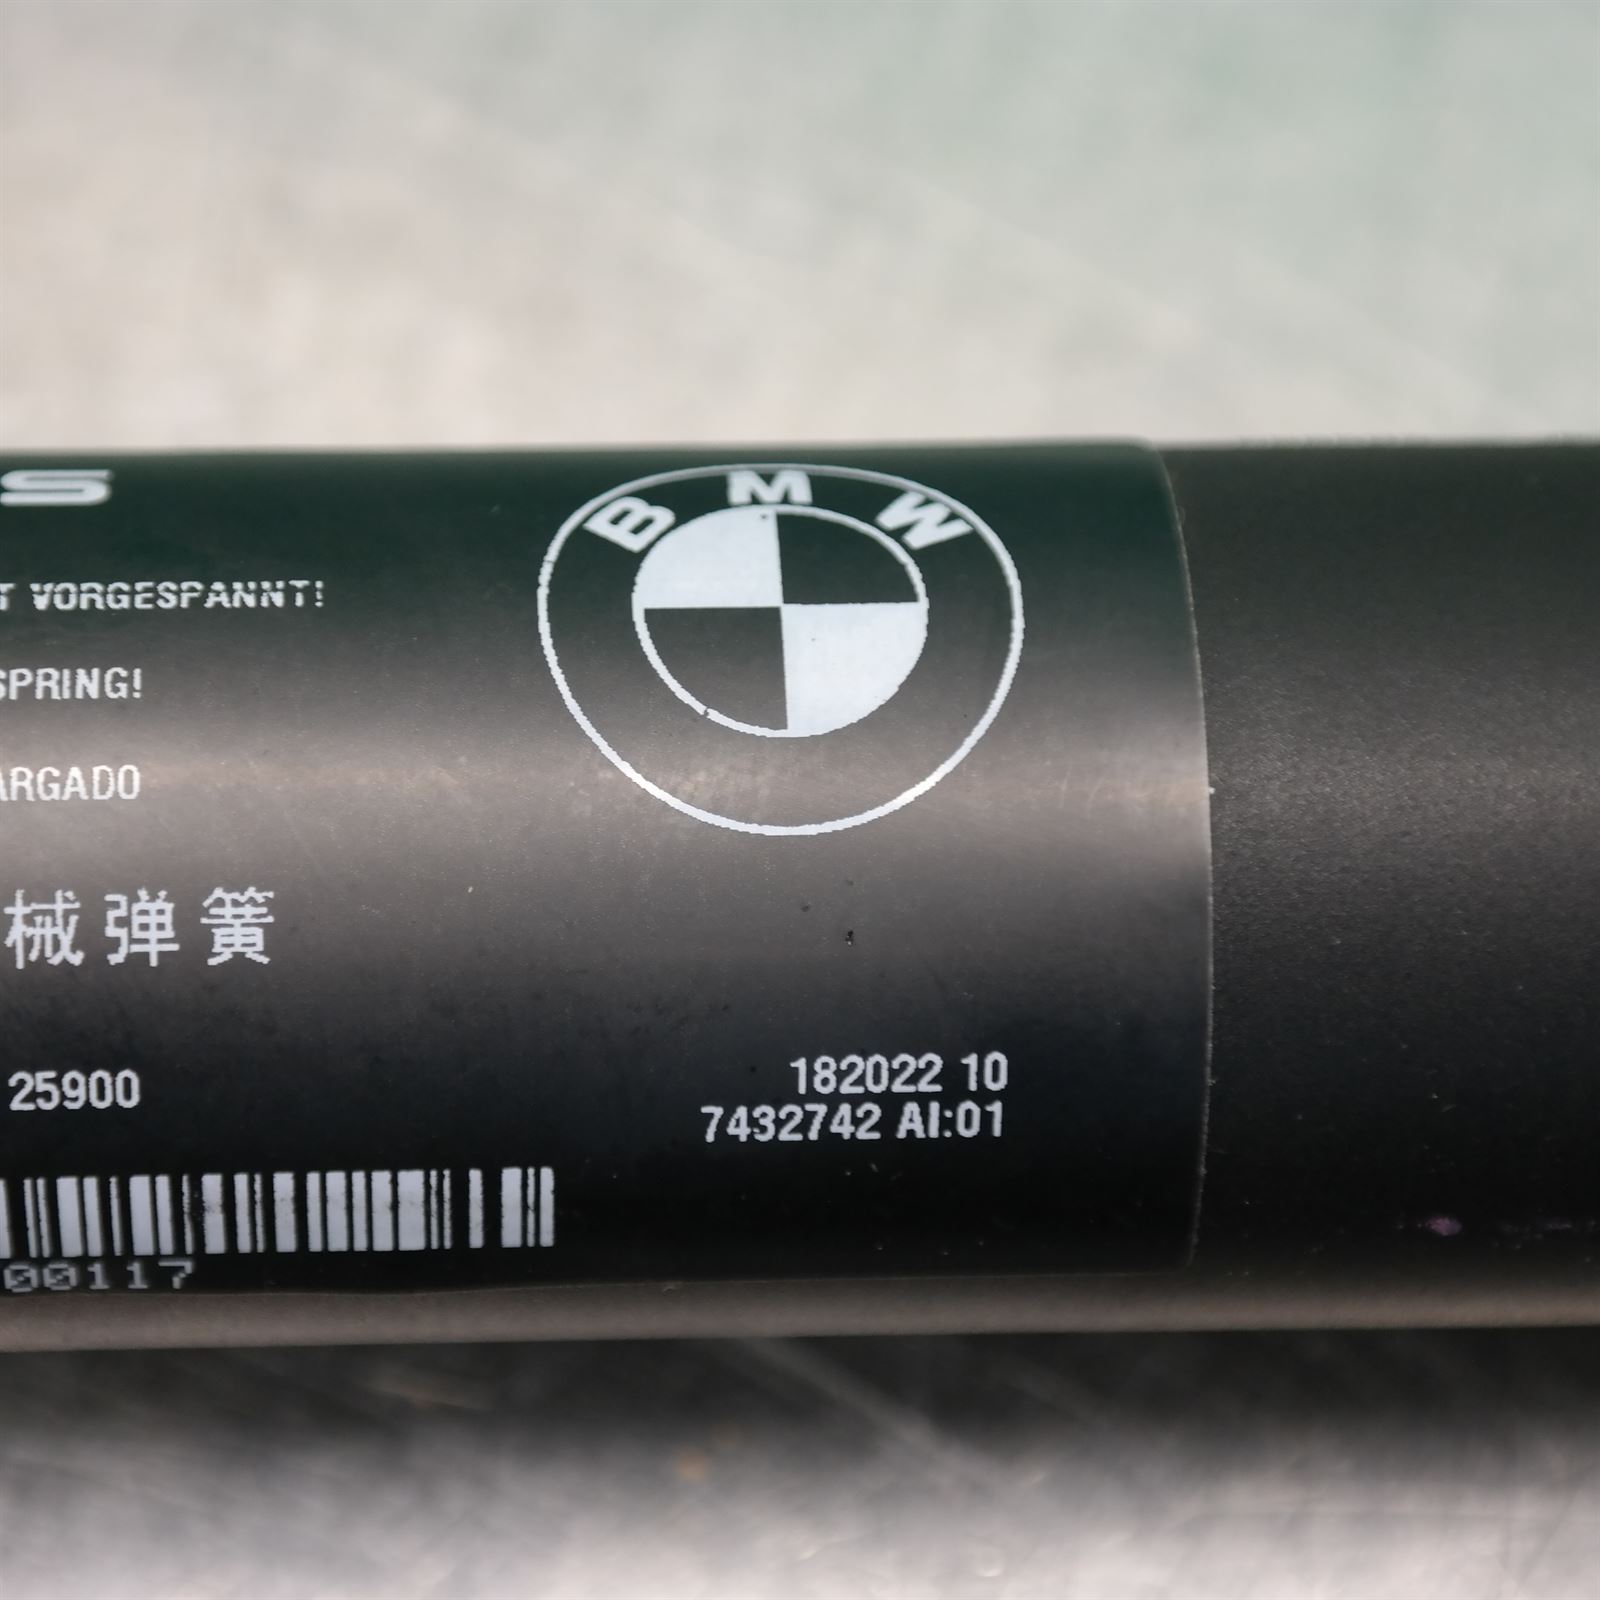 S
BMW
T VORGESPANNT!
SPRING!
ARGADO
械弹簧
25900
182022 10
7432742 AI:01
00117